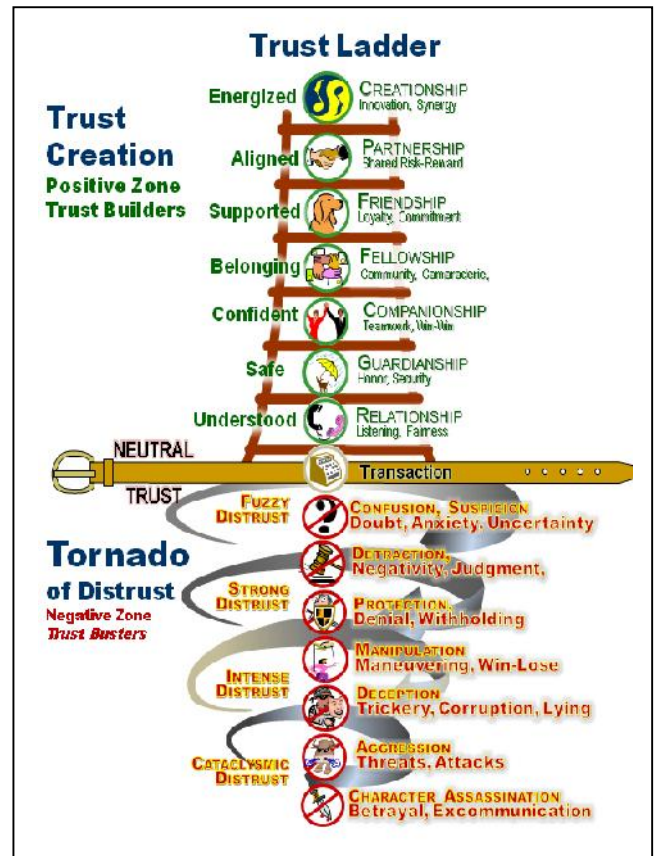 Trust Ladder
Energized
CREATIONSHIP
Innovation, Synergy
Trust
Creation
Positive Zone
Trust Builders
Aligned
PARTNERSHIP
Shared Risk-Reward
Supported
FRIENDSHIP
Loyalty, Commitment
Belonging
FELLOWSHIP
Community, Camaraderie,
Confident
COMPANIONSHIP
Teamwork, Win-Win
Safe
GUARDIANSHIP
Honor, Security
Understood
RELATIONSHIP
Listening, Fairness
NEUTRAL
TRUST
Transaction
FUZZY
DISTRUST
CONFUSION, SUSPICION
Doubt, Anxiety, Uncertainty
Tornado
of Distrust
Negative Zone
Trust Busters
DETRACTION,
Negativity, Judgment,
STRONG
DISTRUST
PROTECTION,
Denial, Withholding
MANIPULATION
Maneuvering, Win-Lose
INTENSE
DISTRUST
DECEPTION
Trickery, Corruption, Lying
AGGRESSION
Threats, Attacks
CATACLYSMIC
DISTRUST
CHARACTER ASSASSINATION
Betrayal, Excommunication